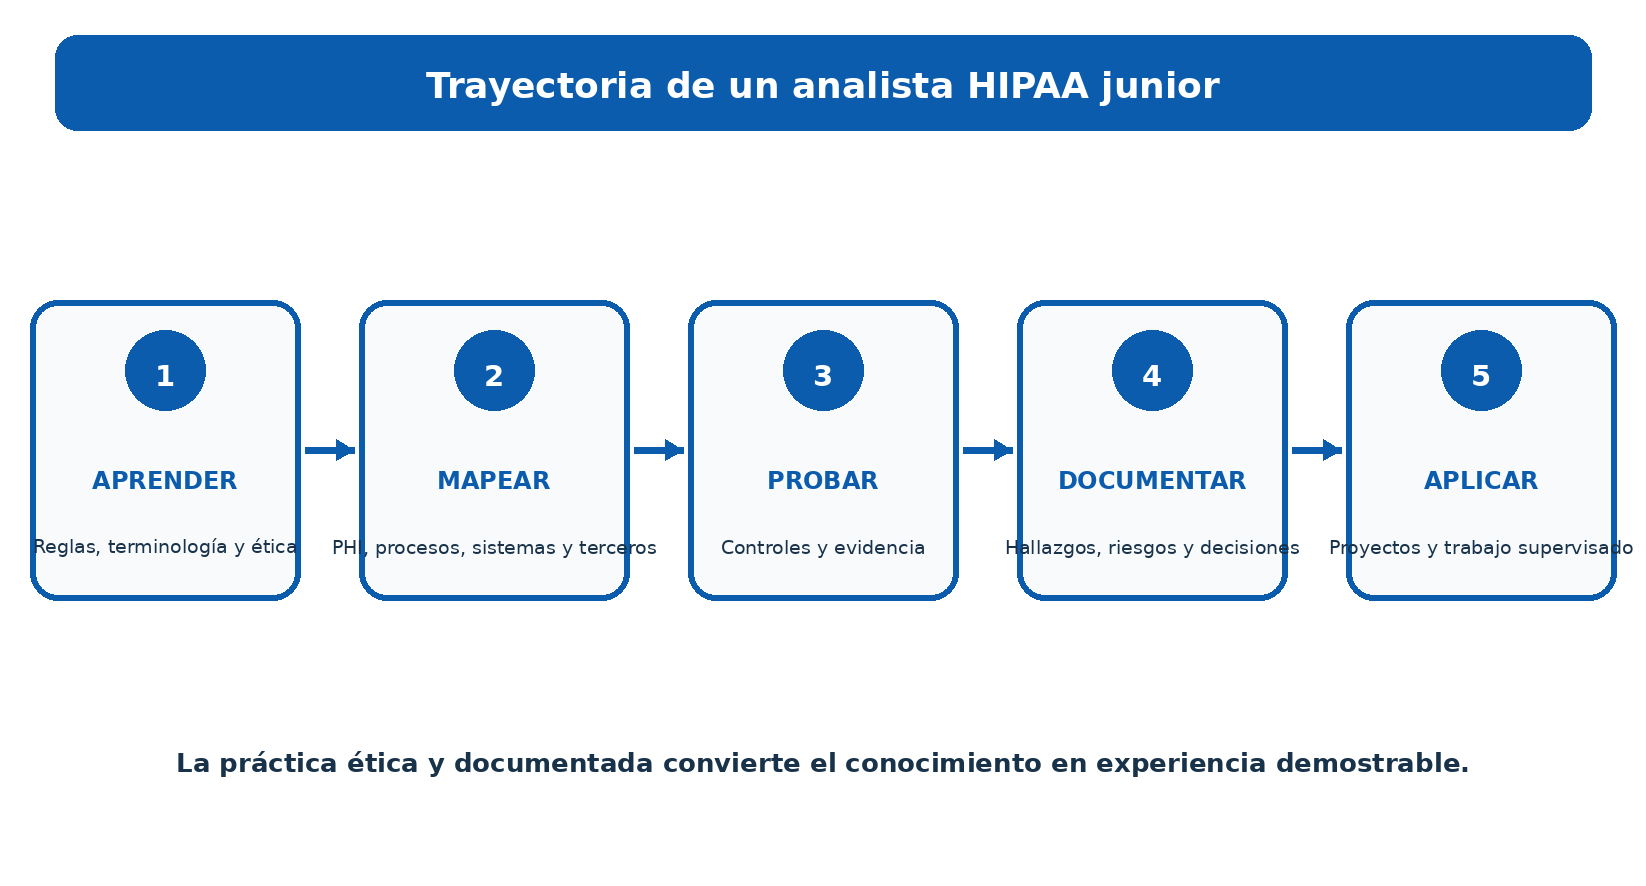 Trayectoria de un analista HIPAA junior
1
APRENDER
Reglas, terminología y ética
2
MAPEAR
PHI, procesos, sistemas y terceros
3
PROBAR
Controles y evidencia
4
DOCUMENTAR
Hallazgos, riesgos y decisiones
5
APLICAR
Proyectos y trabajo supervisado
La práctica ética y documentada convierte el conocimiento en experiencia demostrable.